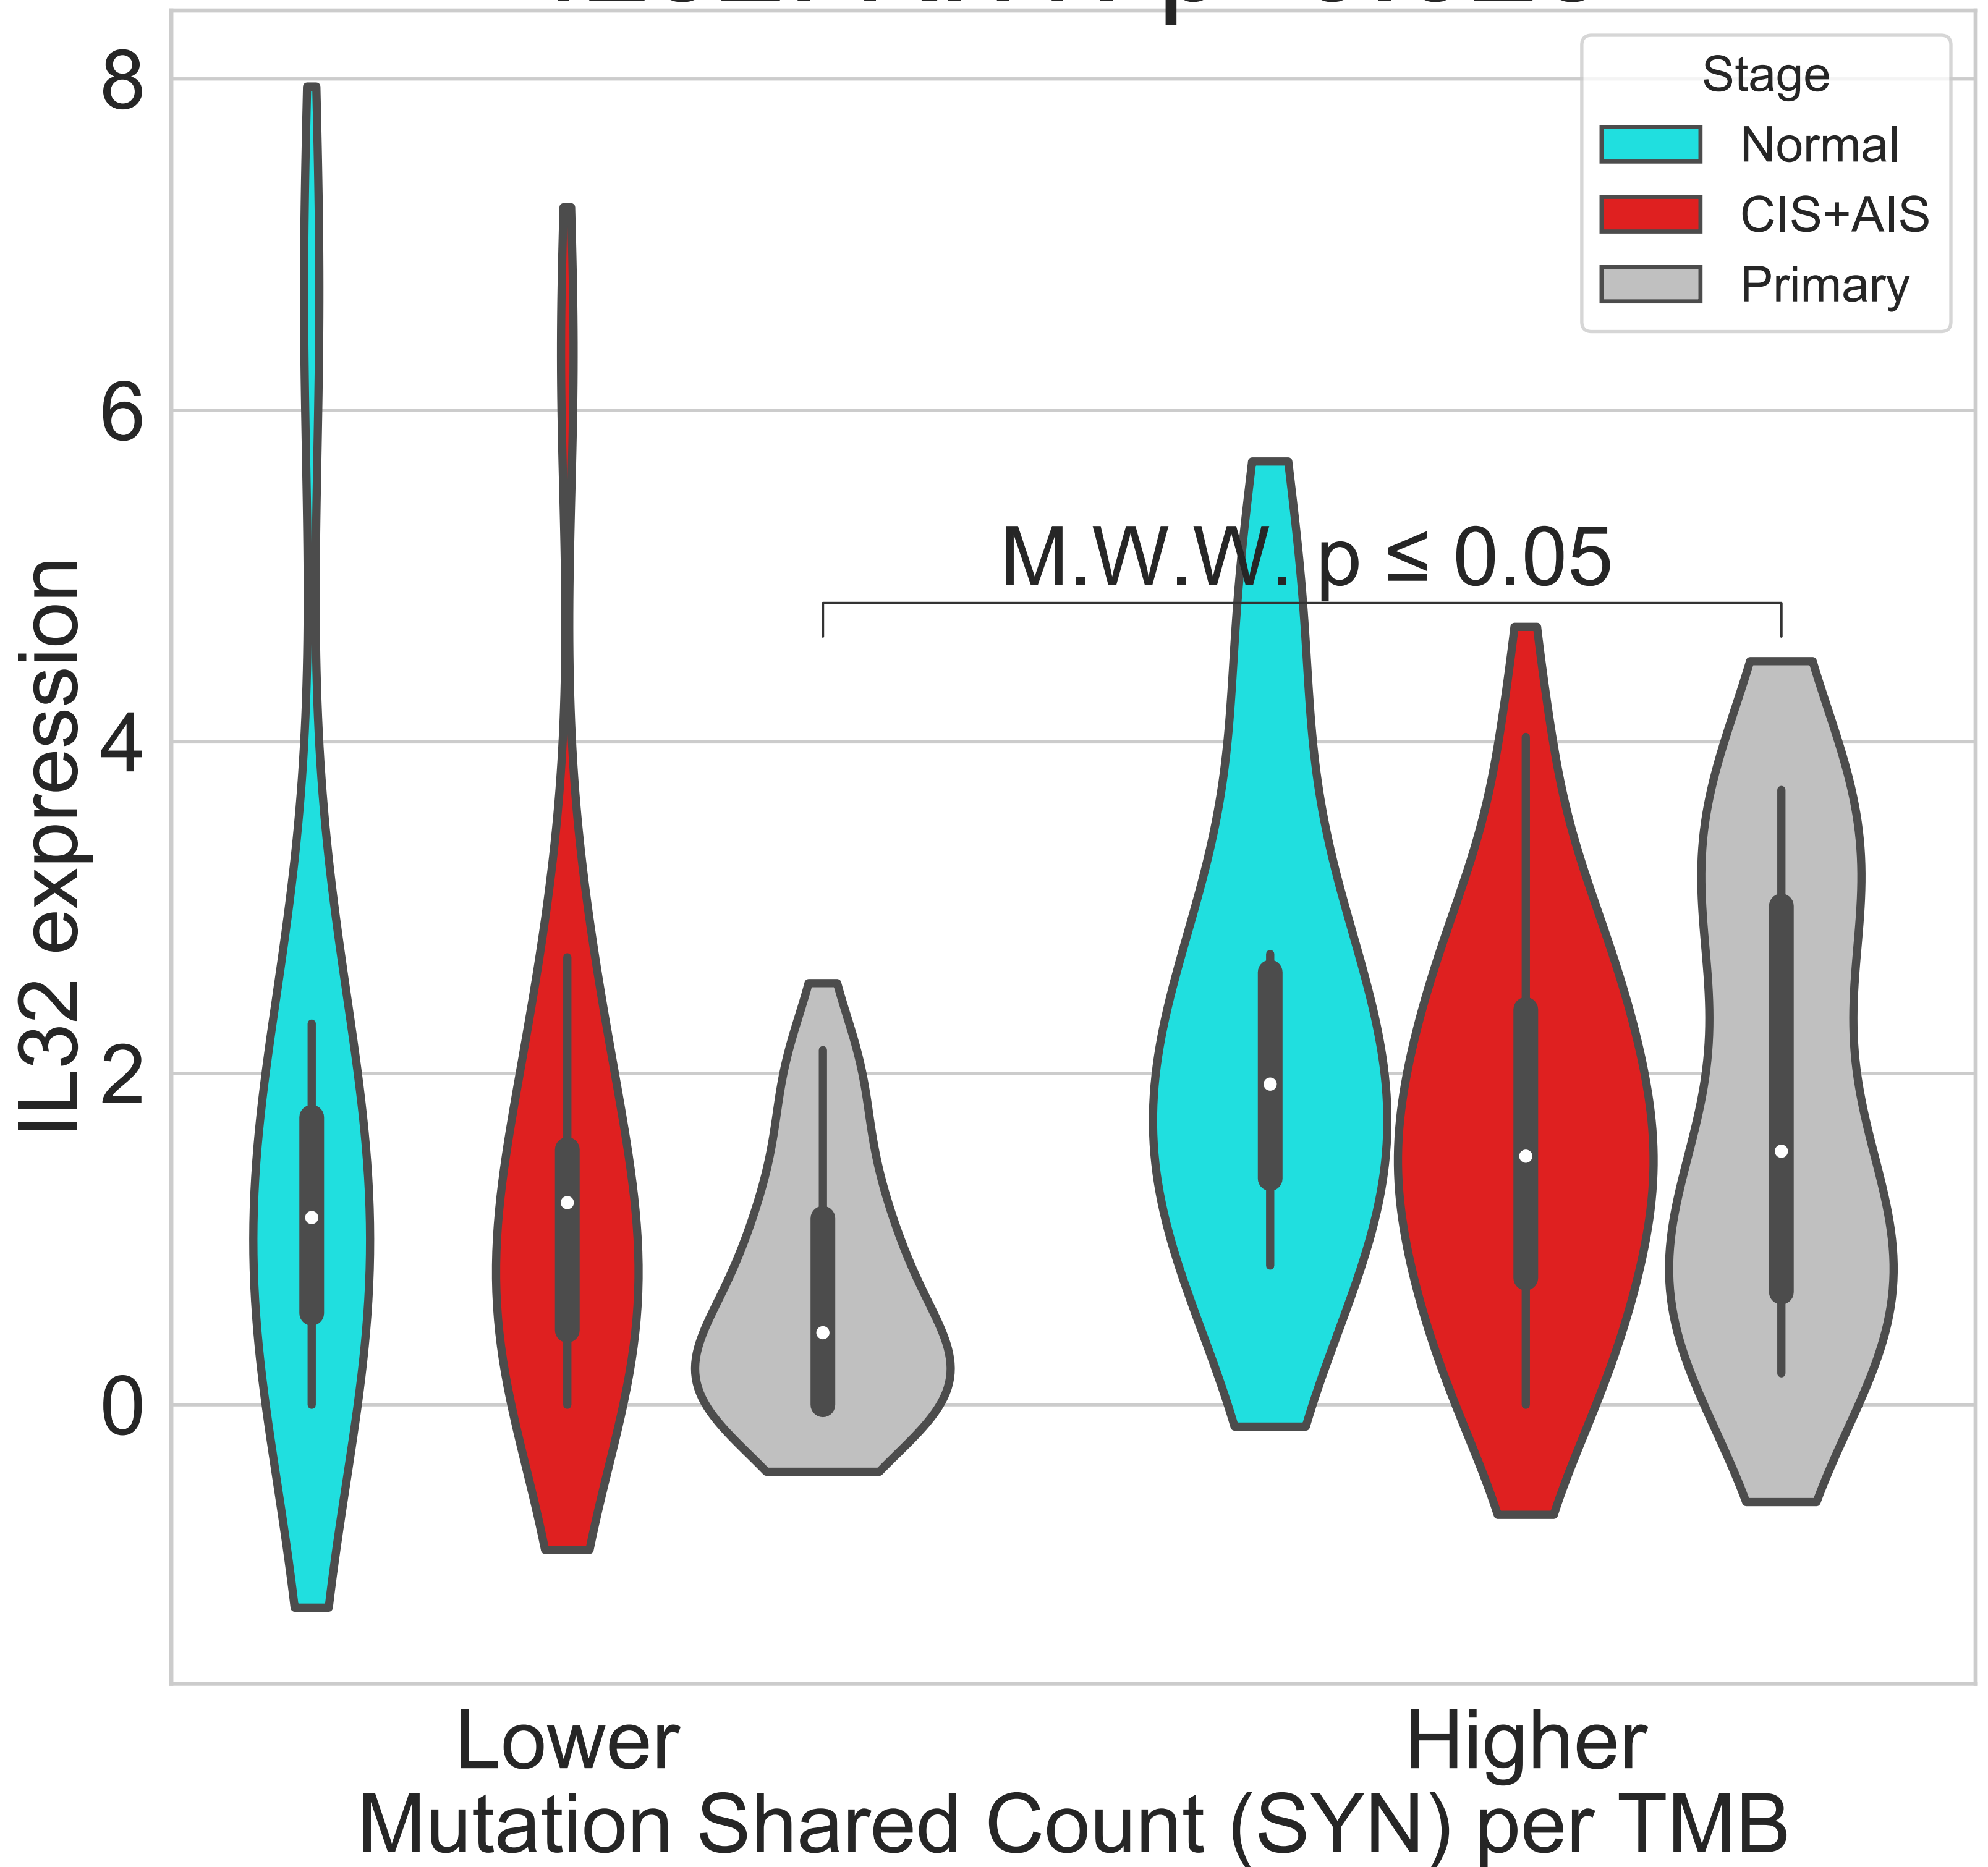 Stage
Normal
CIS+AIS
Primary
8
6
4
2
0
IL32 expression
M.W.W. p ≤ 0.05
Lower
Higher
Mutation Shared Count (SYN) per TMB